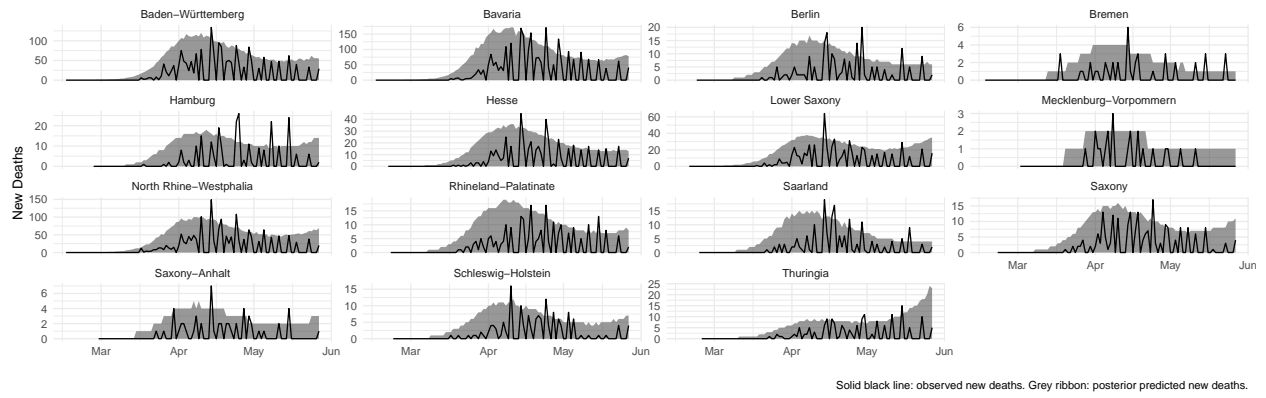 Baden−Württemberg
Bavaria
Berlin
Bremen
100
50
0
150
100
50
0
20
15
10
5
0
6
4
2
0
Hamburg
Hesse
Lower Saxony
Mecklenburg−Vorpommern
20
10
0
40
30
20
10
0
60
40
20
0
3
2
1
0
New Deaths
North Rhine−Westphalia
Rhineland−Palatinate
Saarland
Saxony
150
100
50
0
15
10
5
0
15
10
5
0
15
10
5
0
Mar Apr May Jun
Saxony−Anhalt
Schleswig−Holstein
Thuringia
6
4
2
0
15
10
5
0
25
20
15
10
5
0
Mar Apr May Jun
Mar Apr May Jun
Mar Apr May Jun
Solid black line: observed new deaths. Grey ribbon: posterior predicted new deaths.